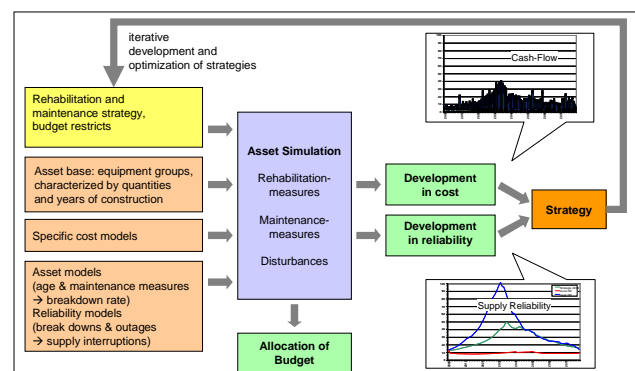 iterative
development and
optimization of strategies
Cash-Flow
Rehabilitation and
maintenance strategy,
budget restricts
Asset base: equipment groups,
characterized by quantities
and years of construction
Specific cost models
Asset models
(age & maintenance measures
→ breakdown rate)
Reliability models
(break downs & outages
→ supply interruptions)
Asset Simulation
Rehabilitation-
measures
Maintenance-
measures
Disturbances
Allocation of
Budget
Development
in cost
Development
in reliability
Strategy
Supply Reliability